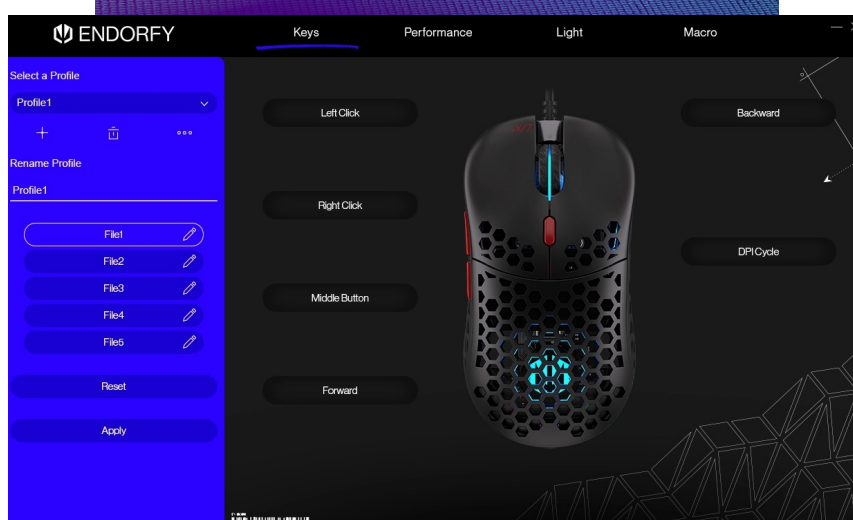 ENDORFY
Keys
Performance
Light
Macro
Select a Profile
Profile1
Rename Profile
Profile1
File1
File2
File3
File4
File5
Reset
Apply
Left Click
Right Click
Middle Button
Forward
Backward
DPI Cycle